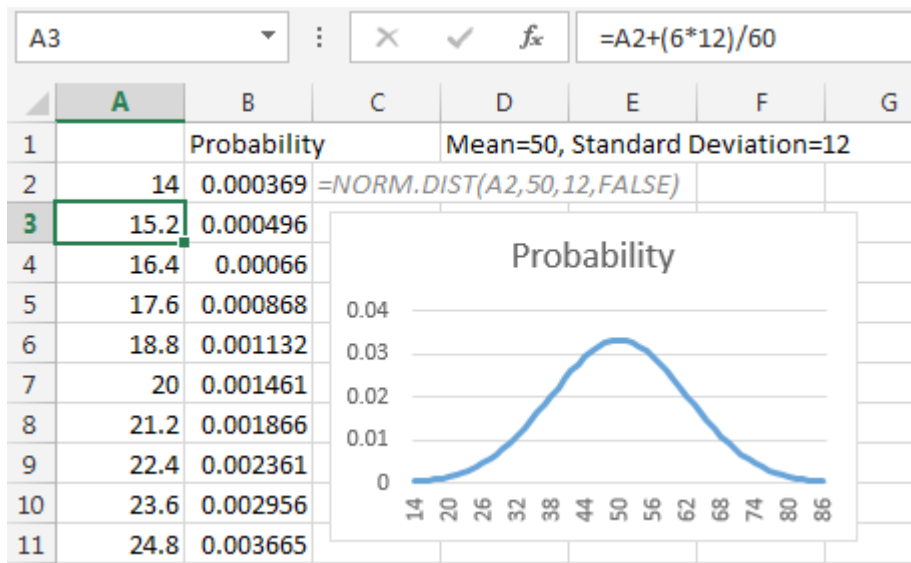 A3 fx =A2+(6*12)/60
A B C D E F G
1 Probability Mean=50, Standard Deviation=12
2 14 0.000369 =NORM.DIST(A2,50,12,FALSE)
3 15.2 0.000496
4 16.4 0.00066
5 17.6 0.000868
6 18.8 0.001132
7 20 0.001461
8 21.2 0.001866
9 22.4 0.002361
10 23.6 0.002956
11 24.8 0.003665
Probability
0.04
0.03
0.02
0.01
0
14 20 26 32 38 44 50 56 62 68 74 80 86